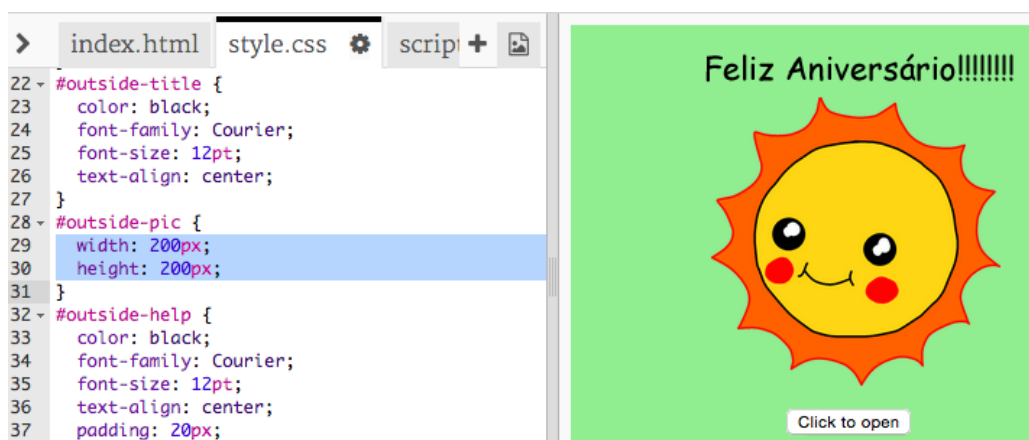 index.html style.css script +
22 #outside-title {
23 color: black;
24 font-family: Courier;
25 font-size: 12pt;
26 text-align: center;
27 }
28 #outside-pic {
29 width: 200px;
30 height: 200px;
31 }
32 #outside-help {
33 color: black;
34 font-family: Courier;
35 font-size: 12pt;
36 text-align: center;
37 padding: 20px;
Feliz Aniversário!!!!!!!!
Click to open